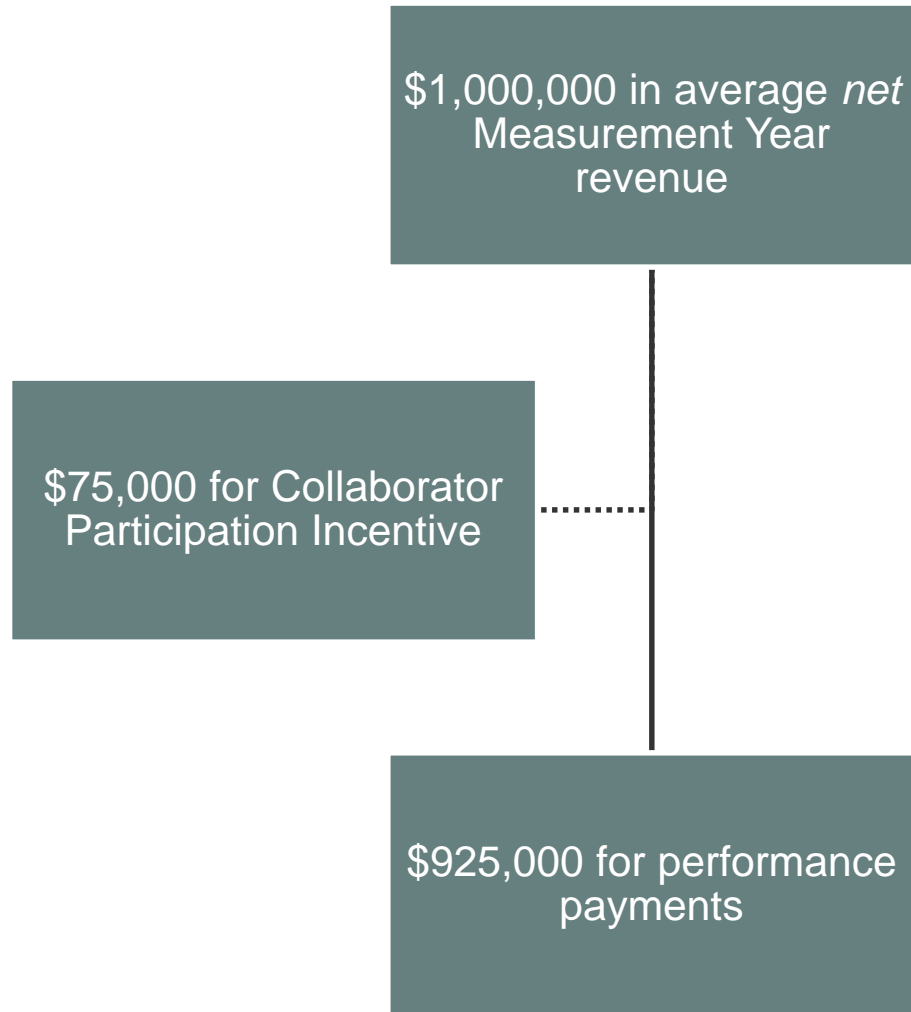 $1,000,000 in average net
Measurement Year
revenue
$75,000 for Collaborator
Participation Incentive
$925,000 for performance
payments